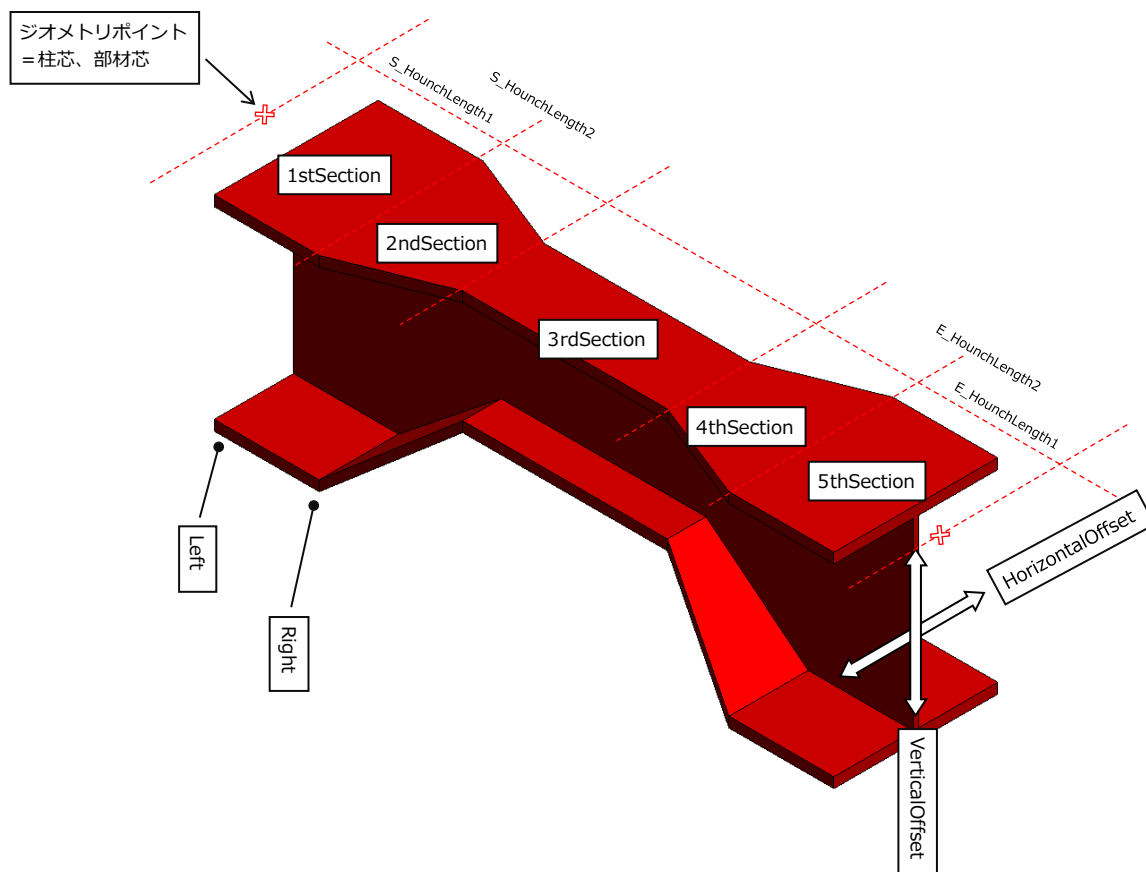 ジオメトリポイント
＝柱芯、部材芯
S_HounchLength1
S_HounchLength2
1stSection
2ndSection
3rdSection
4thSection
5thSection
E_HounchLength2
E_HounchLength1
HorizontalOffset
VerticalOffset
Left
Right